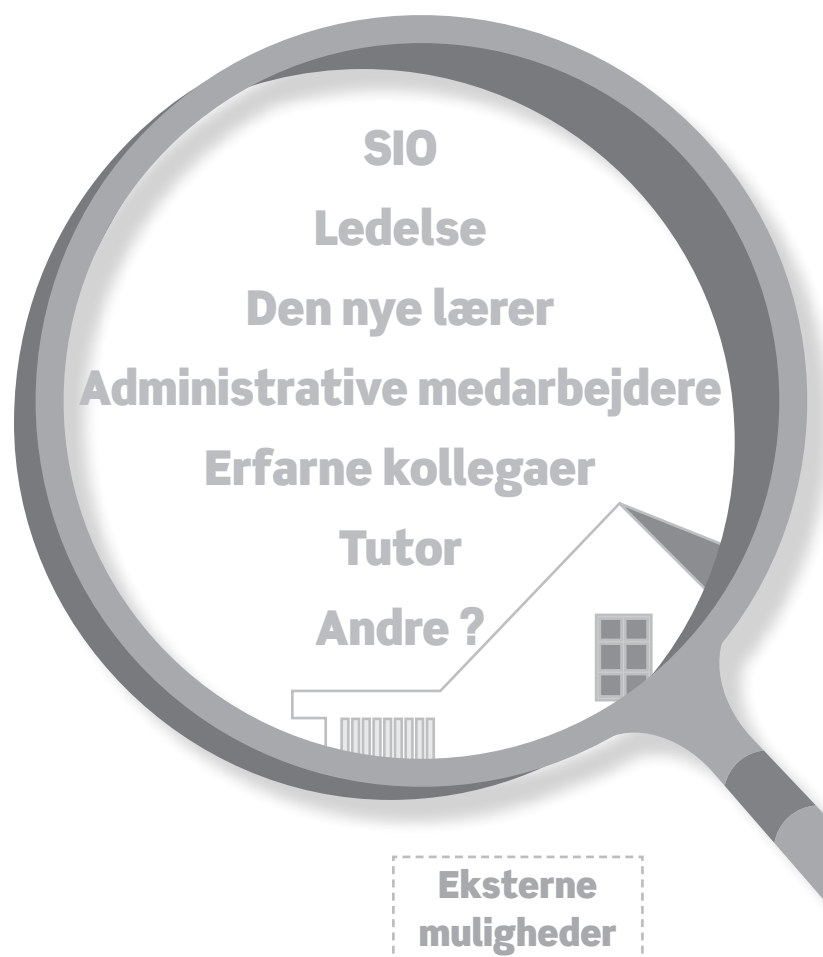 SIO
Ledelse
Den nye lærer
Administrative medarbejdere
Erfarne kollegaer
Tutor
Andre ?
Eksterne
muligheder